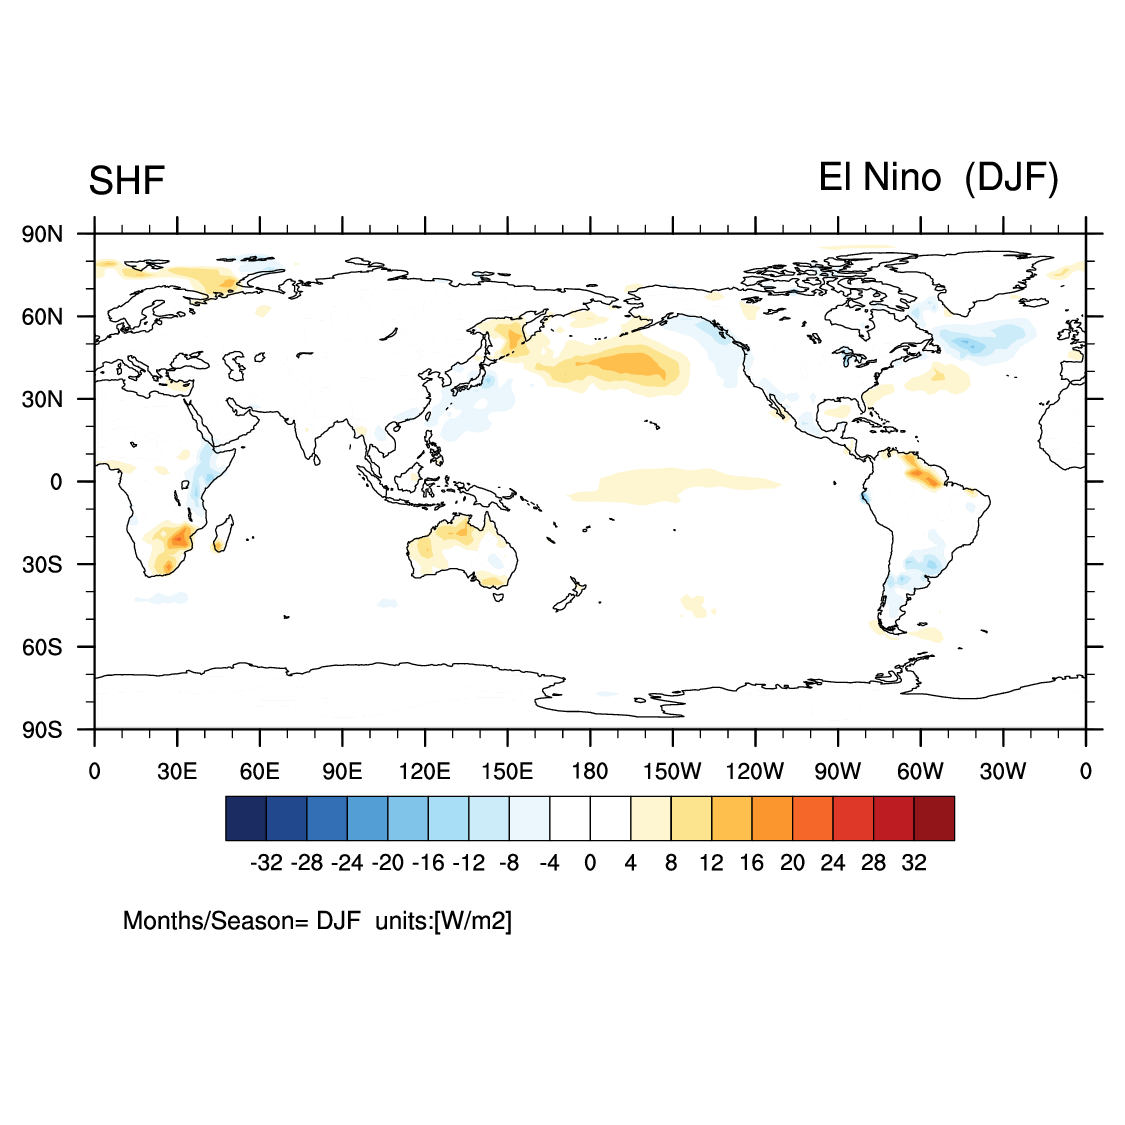 SHF El Nino (DJF)
90N
60N
30N
0
30S
60S
90S
0 30E 60E 90E 120E 150E 180 150W 120W 90W 60W 30W 0
-32 -28 -24 -20 -16 -12 -8 -4 0 4 8 12 16 20 24 28 32
Months/Season= DJF units:[W/m2]